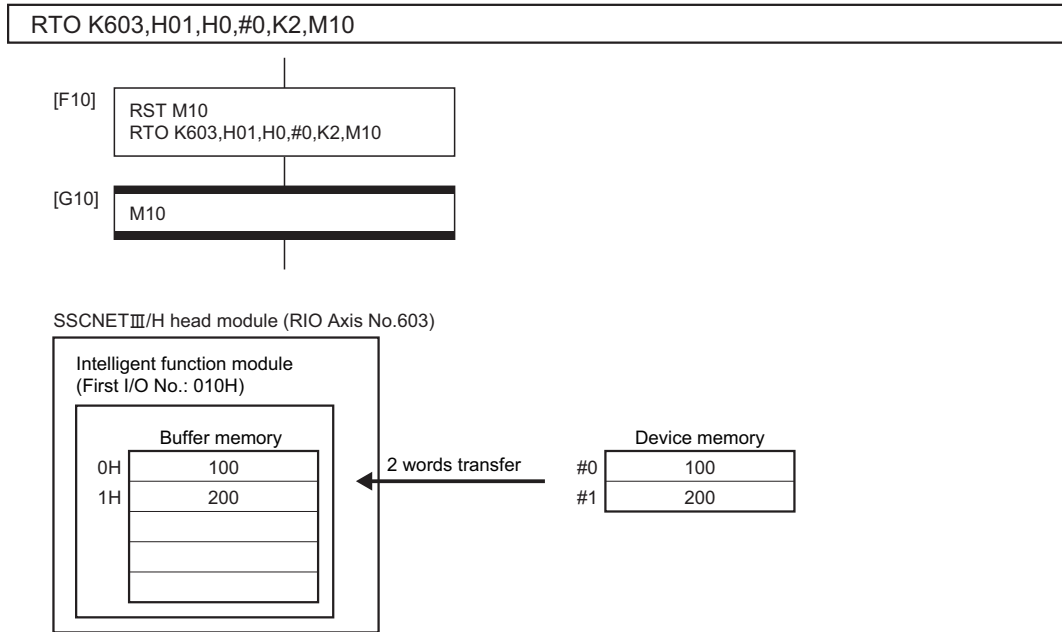 RTO K603,H01,H0,#0,K2,M10
[F10]
RST M10
RTO K603,H01,H0,#0,K2,M10
[G10]
M10
SSCNETⅢ/H head module (RIO Axis No.603)
Intelligent function module
(First I/O No.: 010H)
Buffer memory
Device memory
0H 100
2 words transfer
#0 100
1H 200
#1 200